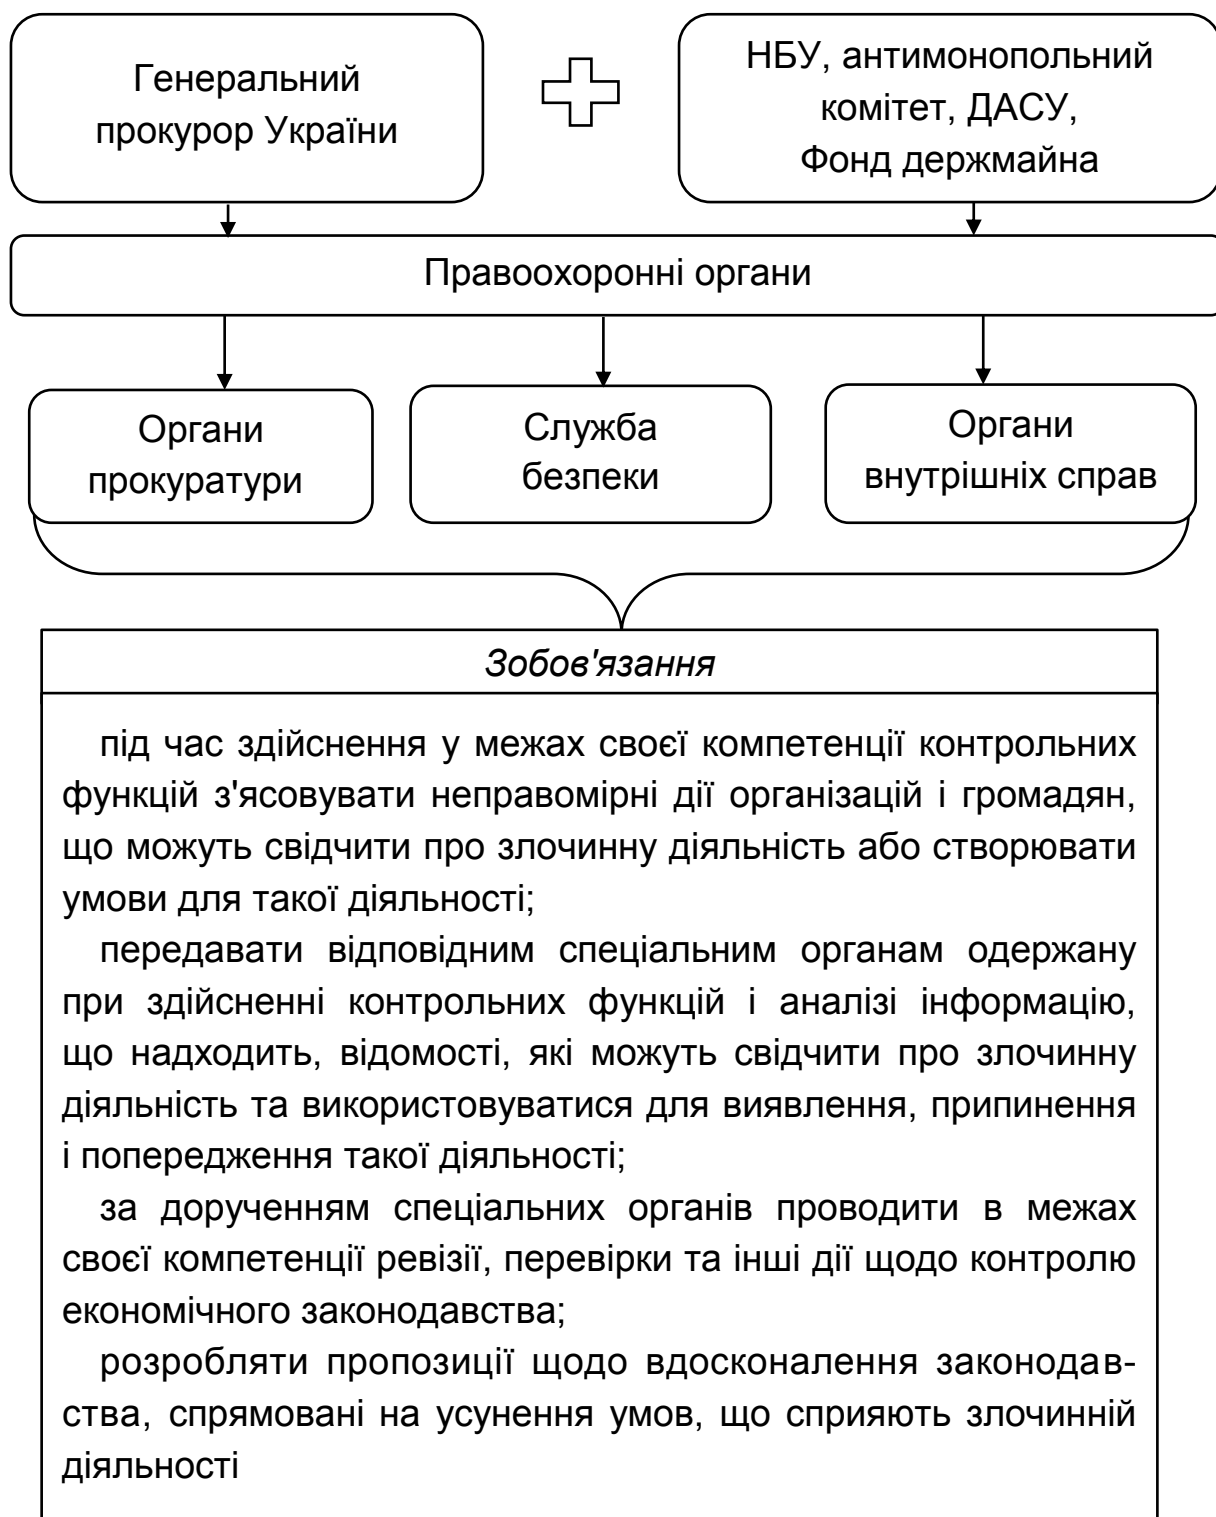 Генеральний
прокурор України
НБУ, антимонопольний
комітет, ДАСУ,
Фонд держмайна
Правоохоронні органи
Органи
прокуратури
Служба
безпеки
Органи
внутрішніх справ
Зобов'язання
під час здійснення у межах своєї компетенції контрольних
функцій з'ясовувати неправомірні дії організацій і громадян,
що можуть свідчити про злочинну діяльність або створювати
умови для такої діяльності;
передавати відповідним спеціальним органам одержану
при здійсненні контрольних функцій і аналізі інформацію,
що надходить, відомості, які можуть свідчити про злочинну
діяльність та використовуватися для виявлення, припинення
і попередження такої діяльності;
за дорученням спеціальних органів проводити в межах
своєї компетенції ревізії, перевірки та інші дії щодо контролю
економічного законодавства;
розробляти пропозиції щодо вдосконалення законодав-
ства, спрямовані на усунення умов, що сприяють злочинній
діяльності